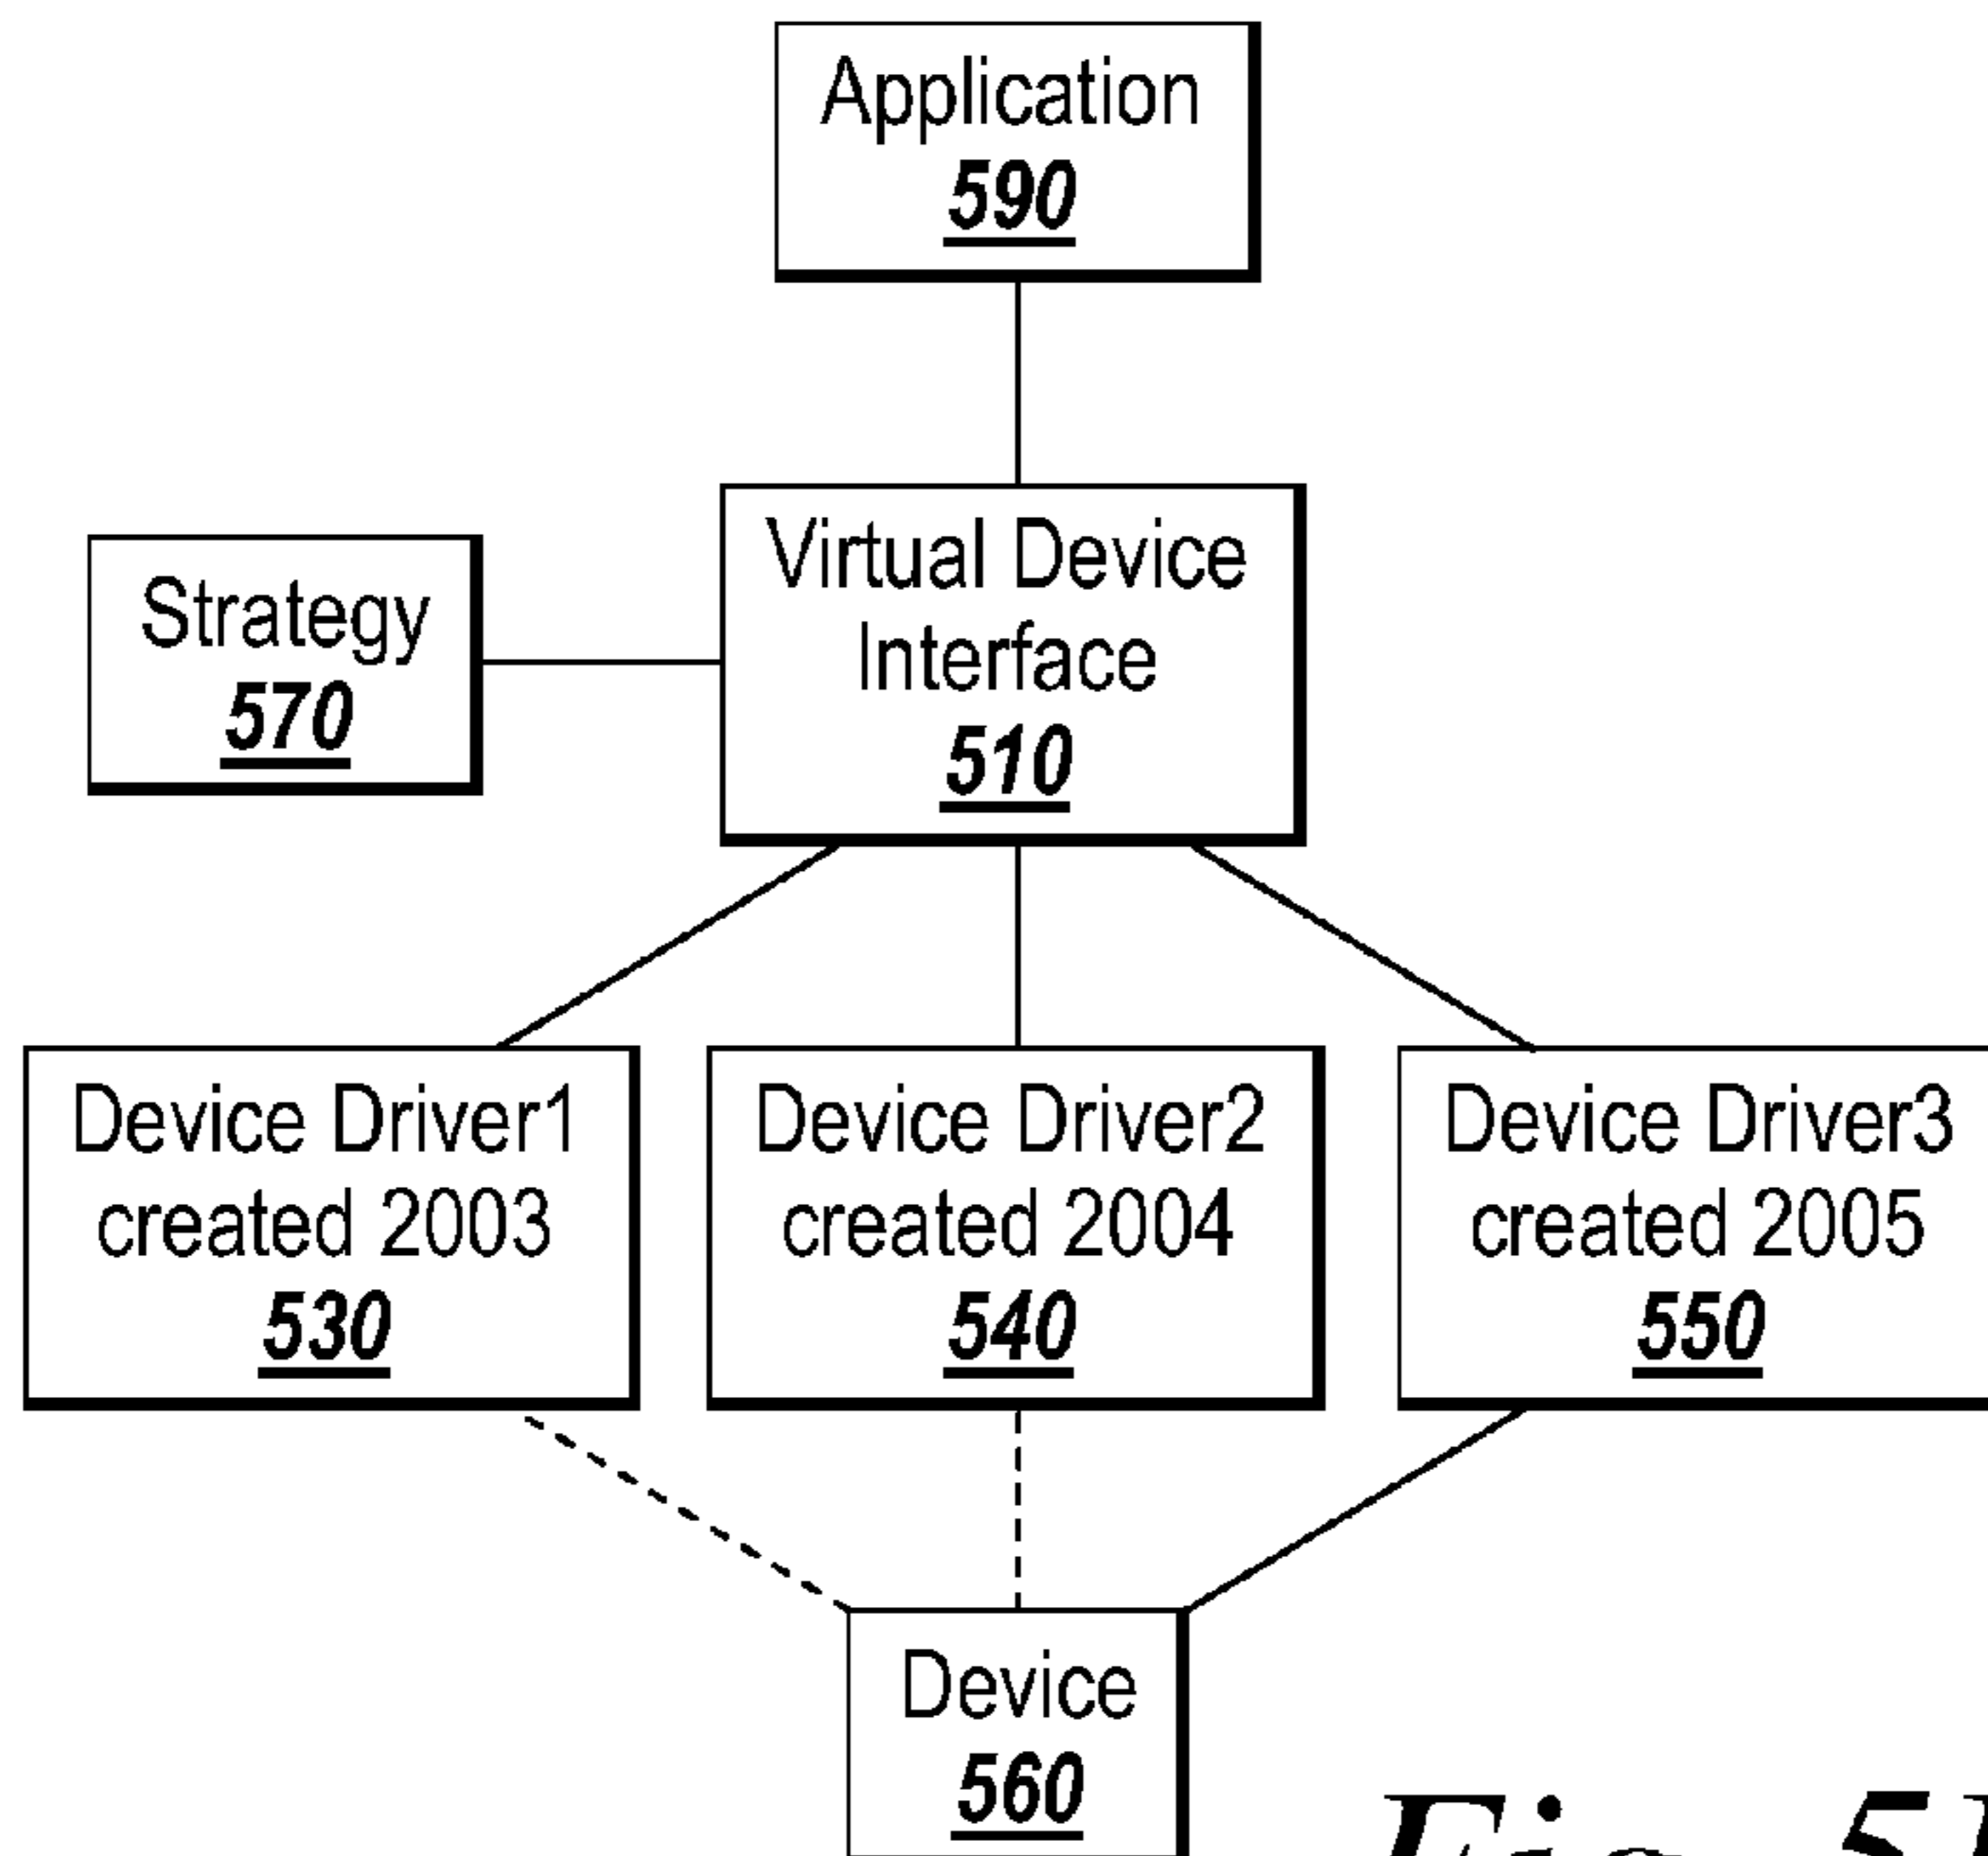 Application
590
Strategy
570
Virtual Device
Interface
510
Device Driver1
created 2003
530
Device Driver2
created 2004
540
Device Driver3
created 2005
550
Device
560